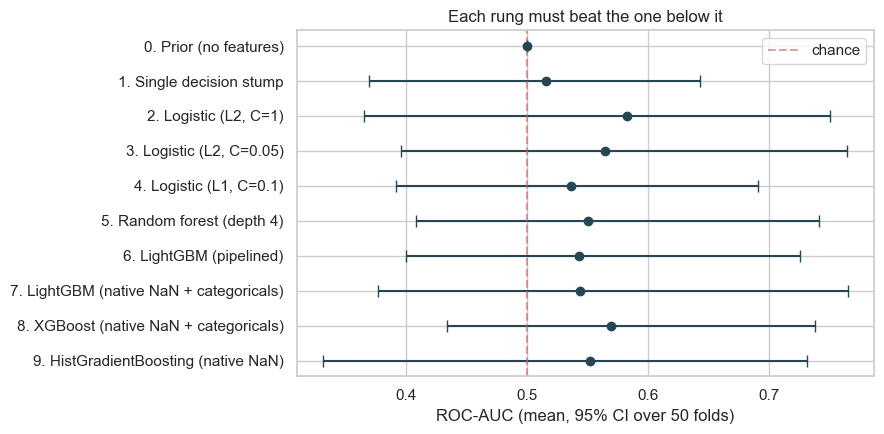 Each rung must beat the one below it
0. Prior (no features)
1. Single decision stump
2. Logistic (L2, C=1)
3. Logistic (L2, C=0.05)
4. Logistic (L1, C=0.1)
5. Random forest (depth 4)
6. LightGBM (pipelined)
7. LightGBM (native NaN + categoricals)
8. XGBoost (native NaN + categoricals)
9. HistGradientBoosting (native NaN)
chance
0.4 0.5 0.6 0.7
ROC-AUC (mean, 95% CI over 50 folds)